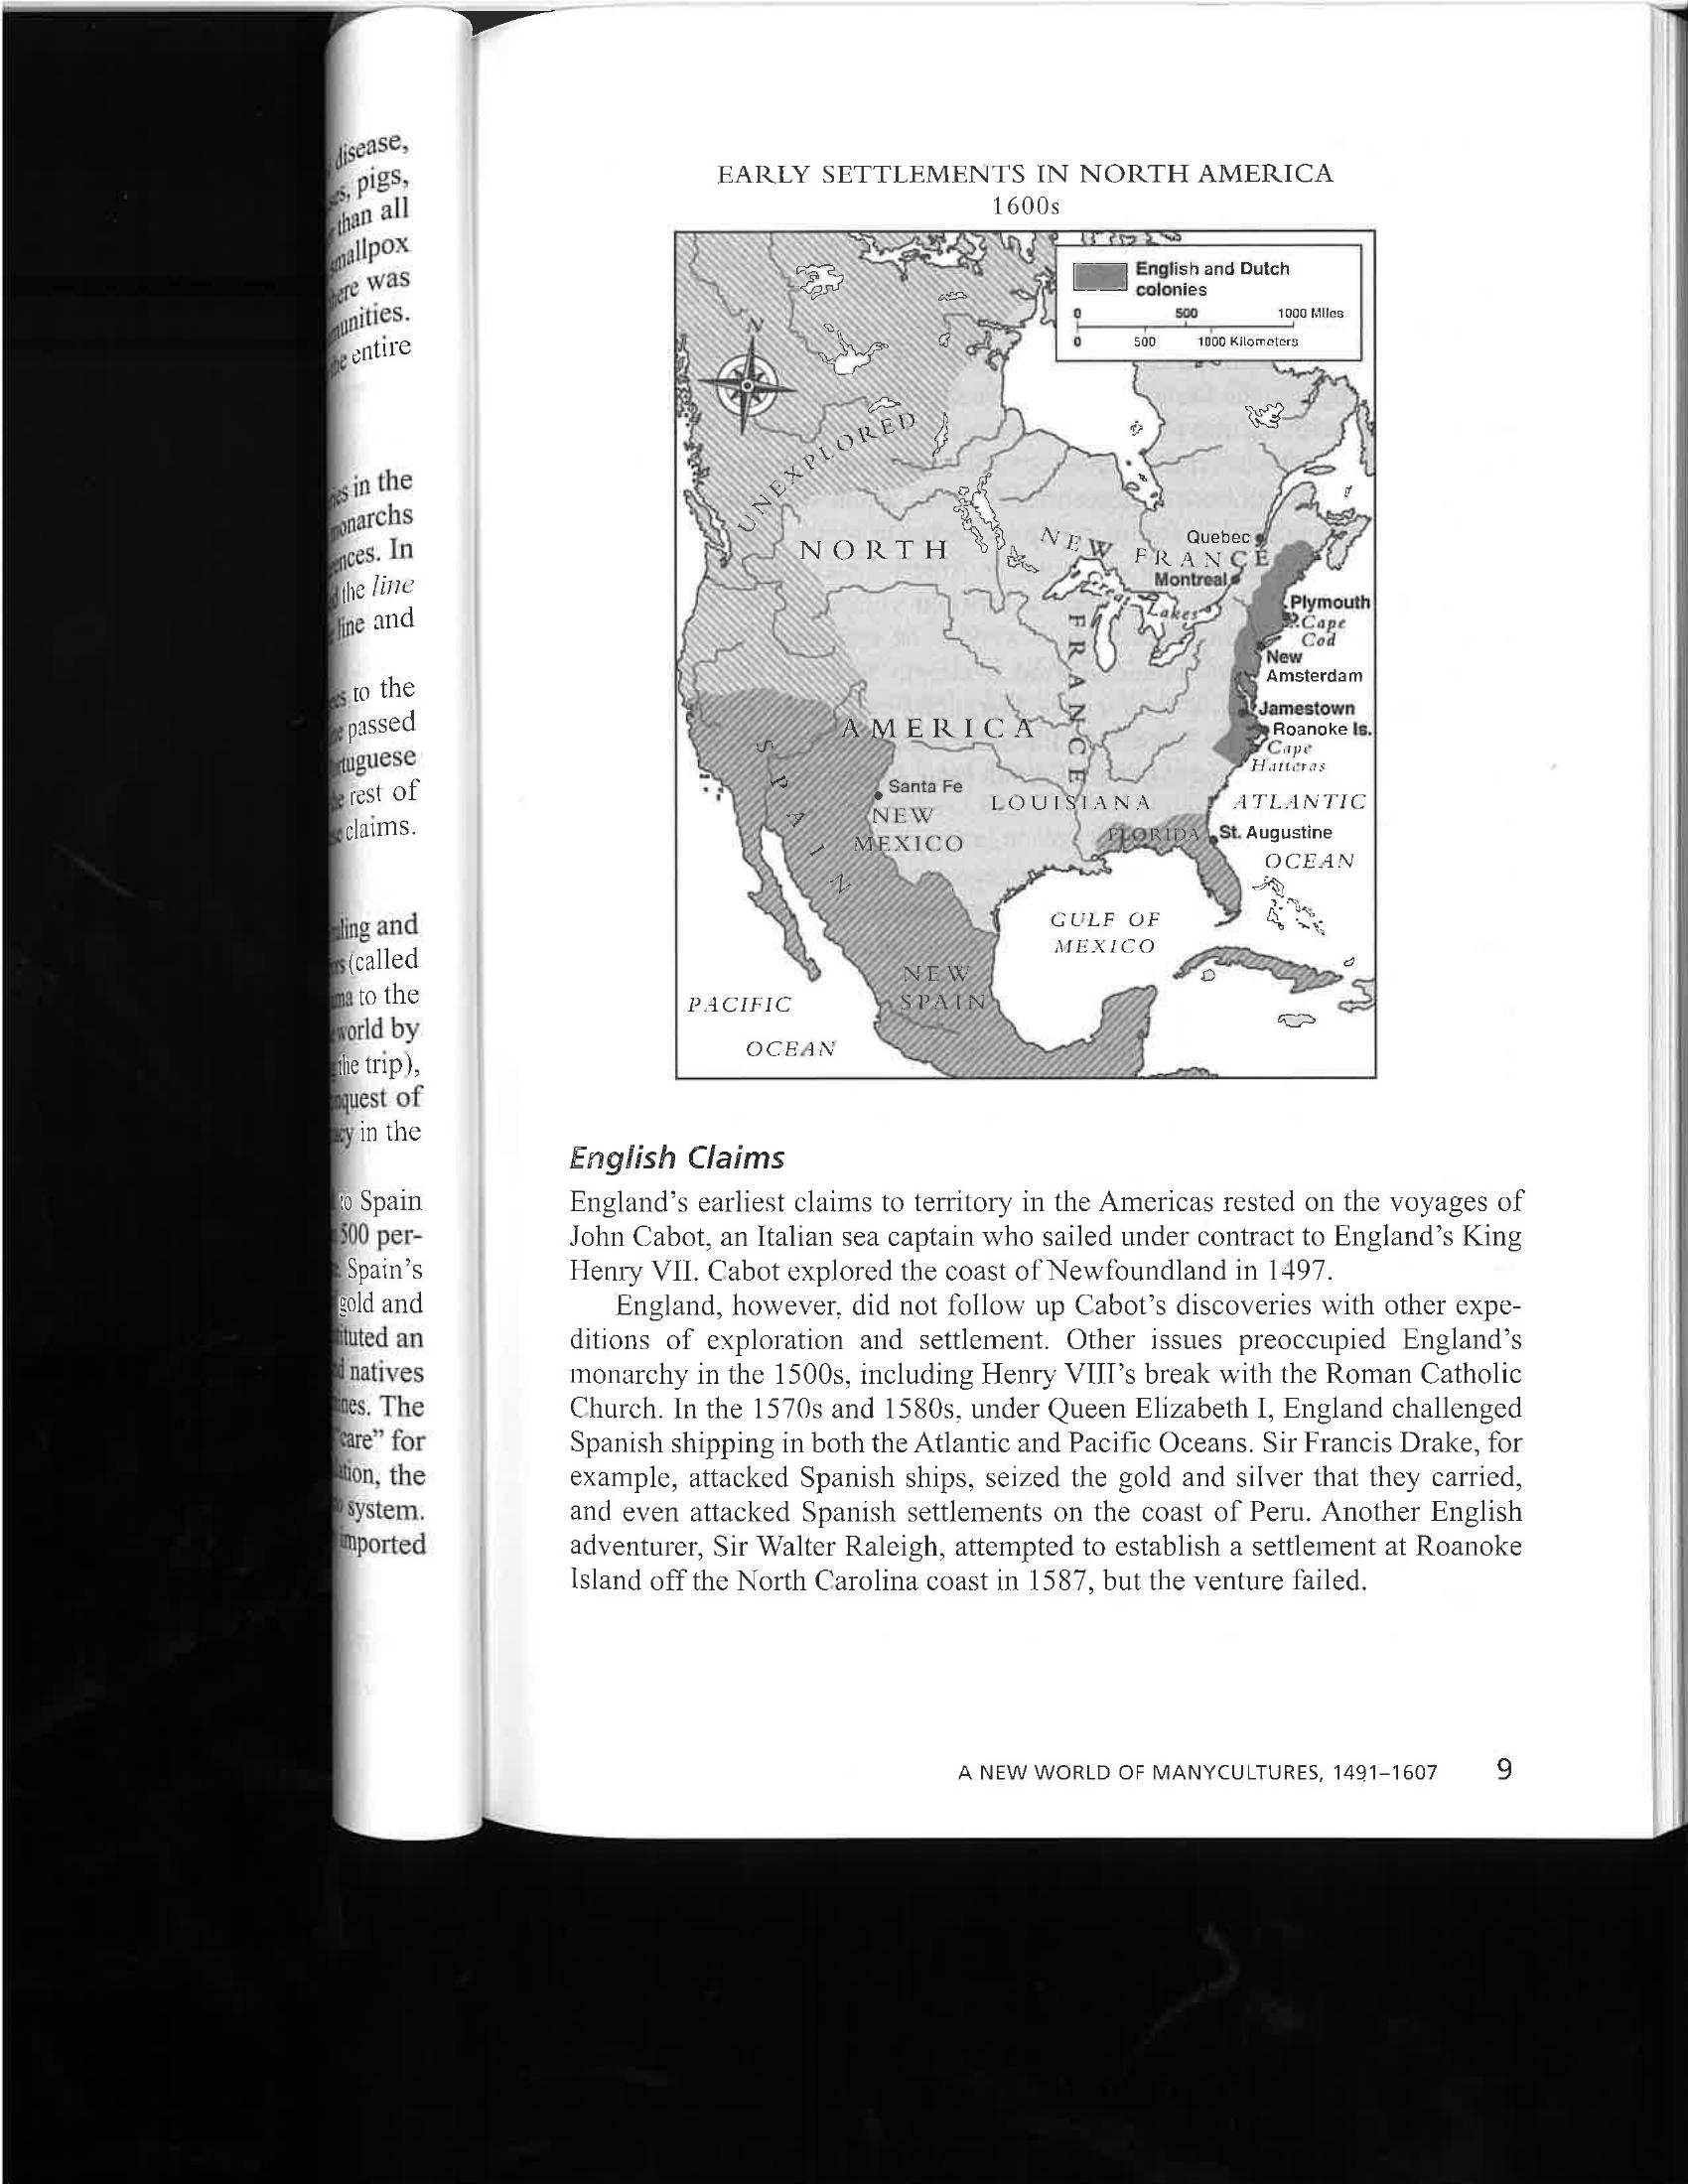 disease,
pigs,
than all
smallpox
was
entire
in the
monarchs
In
the line
line and
to the
passed
rest of
claims.
and
(called
to the
world by
the trip),
quest of
in the
to Spain
500 per-
Spain's
gold and
an
natives
The
"care" for
the
system.
imported
EARLY SETTLEMENTS IN NORTH AMERICA
1600s
English and Dutch
colonies
0 500 1000 Miles
0 500 1000 Kilometers
N
UNEXPLORED
NORTH
NEW
FRANCE
Quebec
Montreal
Great Lakes
FRANCE
Plymouth
Cape
Cod
New
Amsterdam
Jamestown
Roanoke Is.
Cape
Hatteras
AMERICA
SPAIN
Santa Fe
NEW
MEXICO
LOUISIANA
ATLANTIC
OCEAN
FLORIDA
St. Augustine
GULF OF
MEXICO
NEW
SPAIN
PACIFIC
OCEAN
English Claims
England's earliest claims to territory in the Americas rested on the voyages of
John Cabot, an Italian sea captain who sailed under contract to England's King
Henry VII. Cabot explored the coast of Newfoundland in 1497.
England, however, did not follow up Cabot's discoveries with other expe-
ditions of exploration and settlement. Other issues preoccupied England's
monarchy in the 1500s, including Henry VIII's break with the Roman Catholic
Church. In the 1570s and 1580s, under Queen Elizabeth I, England challenged
Spanish shipping in both the Atlantic and Pacific Oceans. Sir Francis Drake, for
example, attacked Spanish ships, seized the gold and silver that they carried,
and even attacked Spanish settlements on the coast of Peru. Another English
adventurer, Sir Walter Raleigh, attempted to establish a settlement at Roanoke
Island off the North Carolina coast in 1587, but the venture failed.
A NEW WORLD OF MANYCULTURES, 1491–1607 9